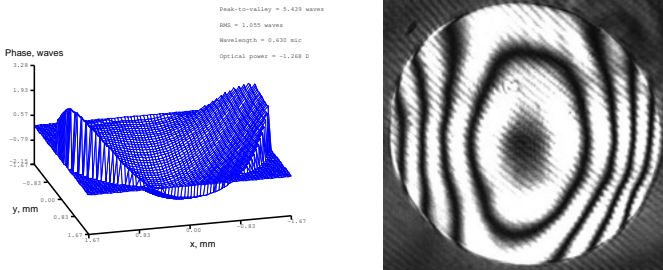 Peak-to-valley = 5.439 waves
RMS = 1.055 waves
Wavelength = 0.630 mic
Optical power = -1.268 D
Phase, waves
3.28
1.93
0.57
-0.79
-2.15
-1.67
-0.83
0.00
0.83
1.67
y, mm
1.67
0.83
0.00
-0.83
-1.67
x, mm